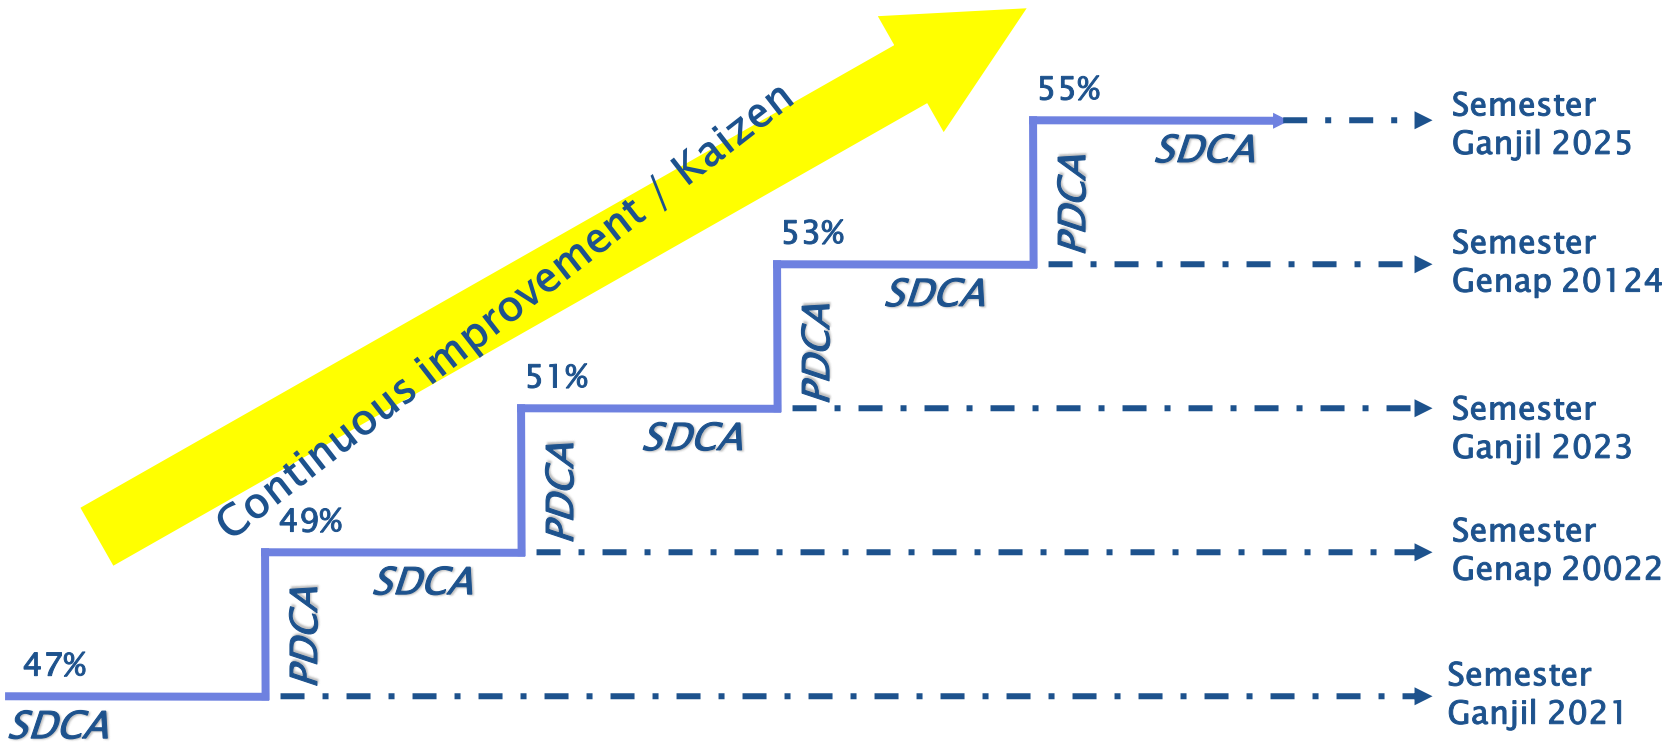 Continuous improvement / Kaizen
55%
Semester
Ganjil 2025
SDCA
PDCA
53%
Semester
Genap 20124
SDCA
PDCA
51%
Semester
Ganjil 2023
SDCA
PDCA
49%
Semester
Genap 20022
SDCA
PDCA
47%
Semester
Ganjil 2021
SDCA